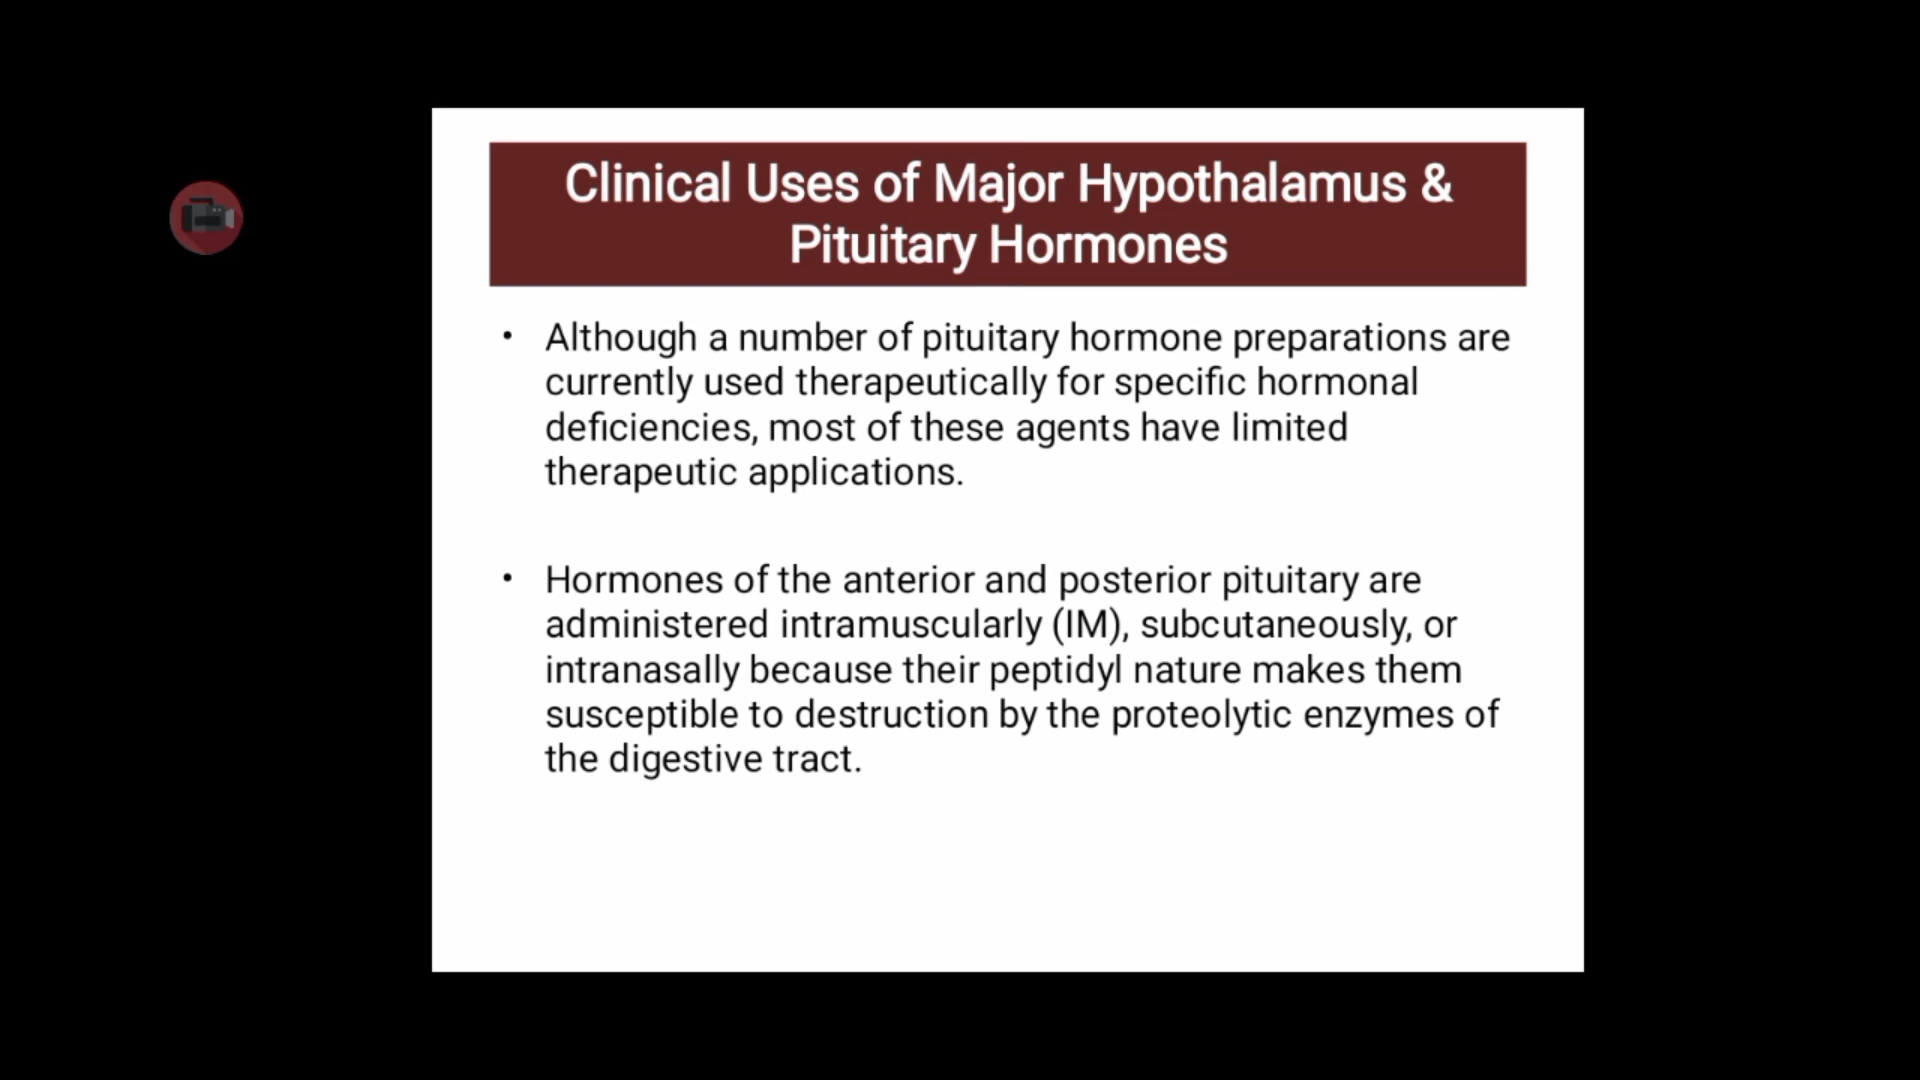 Clinical Uses of Major Hypothalamus &
Pituitary Hormones
• Although a number of pituitary hormone preparations are
currently used therapeutically for specific hormonal
deficiencies, most of these agents have limited
therapeutic applications.
• Hormones of the anterior and posterior pituitary are
administered intramuscularly (IM), subcutaneously, or
intranasally because their peptidyl nature makes them
susceptible to destruction by the proteolytic enzymes of
the digestive tract.